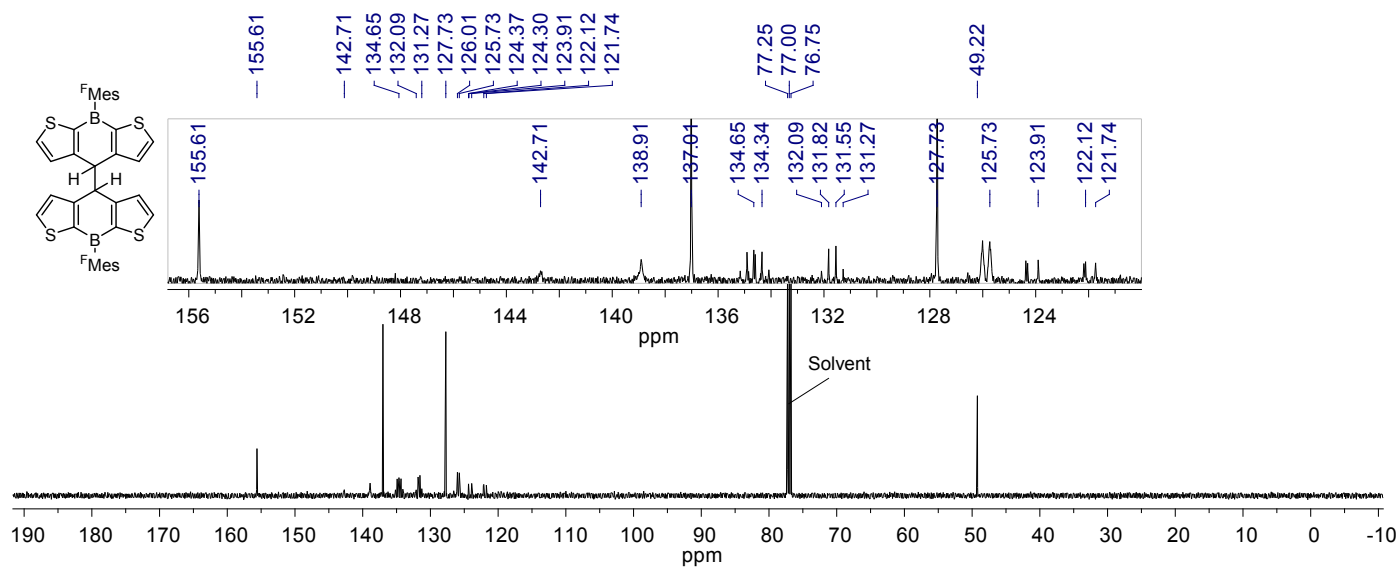 155.61
142.71
134.65
132.09
131.27
127.73
126.01
125.73
124.37
124.30
123.91
122.12
121.74
77.25
77.00
76.75
49.22
FMes
B
S
S
H
H
S
S
B
FMes
155.61
142.71
138.91
137.01
134.65
134.34
132.09
131.82
131.55
131.27
127.73
125.73
123.91
122.12
121.74
156 152 148 144 140 136 132 128 124
ppm
Solvent
190 180 170 160 150 140 130 120 110 100 90 80 70 60 50 40 30 20 10 0 -10
ppm